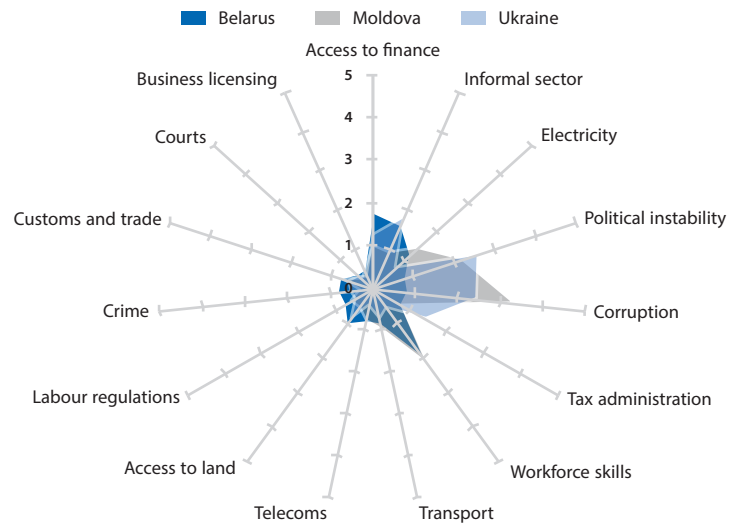 Belarus Moldova Ukraine
Access to finance
Business licensing
5
Informal sector
Courts
4
Electricity
3
Customs and trade
2
Political instability
1
0
Crime
Corruption
Labour regulations
Tax administration
Access to land
Workforce skills
Telecoms
Transport